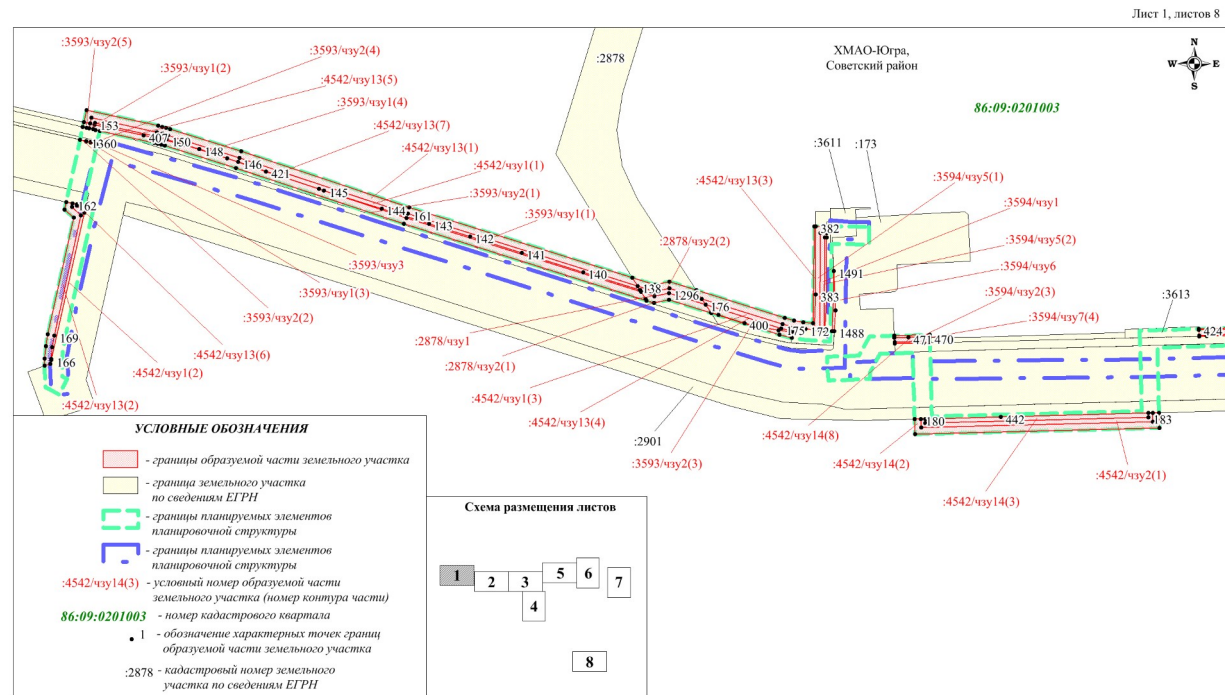 Лист 1, листов 8
:3593/чзу2(5)
:3593/чзу2(4)
:3593/чзу1(2)
:4542/чзу13(5)
:3593/чзу1(4)
:4542/чзу13(7)
:4542/чзу13(1)
:4542/чзу1(1)
:3593/чзу2(1)
:3593/чзу1(1)
:2878
:2878/чзу2(2)
ХМАО-Югра,
Советский район
N
W E
S
86:09:0201003
:3611
:173
:4542/чзу13(3)
:3594/чзу5(1)
:3594/чзу1
:3594/чзу5(2)
:3594/чзу6
:3594/чзу2(3)
:3594/чзу7(4)
:3613
153
407
150
1360
148
146
421
145
144
161
143
142
141
140
138
1296
176
400
175
172
382
1491
383
1488
471
470
424
162
169
166
180
442
183
:3593/чзу3
:3593/чзу1(3)
:3593/чзу2(2)
:4542/чзу13(6)
:4542/чзу1(2)
:4542/чзу13(2)
:2878/чзу1
:2878/чзу2(1)
:4542/чзу1(3)
:4542/чзу13(4)
:2901
:3593/чзу2(3)
:4542/чзу14(8)
:4542/чзу14(2)
:4542/чзу14(3)
:4542/чзу2(1)
УСЛОВНЫЕ ОБОЗНАЧЕНИЯ
- границы образуемой части земельного участка
- граница земельного участка
по сведениям ЕГРН
- границы планируемых элементов
планировочной структуры
- границы планируемых элементов
планировочной структуры
:4542/чзу14(3) - условный номер образуемой части
земельного участка (номер контура части)
86:09:0201003 - номер кадастрового квартала
1 - обозначение характерных точек границ
образуемой части земельного участка
:2878 - кадастровый номер земельного
участка по сведениям ЕГРН
Схема размещения листов
1
2
3
4
5
6
7
8